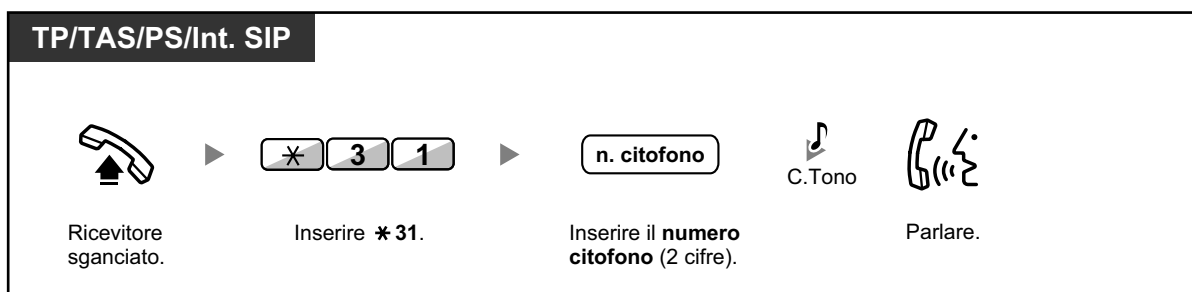 TP/TAS/PS/Int. SIP
* 3 1
n. citofono
C.Tono
Ricevitore
sganciato.
Inserire *31.
Inserire il numero
citofono (2 cifre).
Parlare.